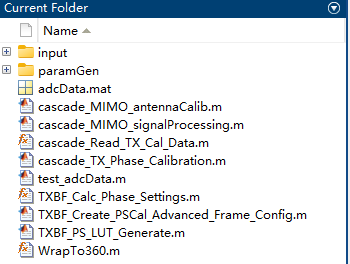 Current Folder
Name
input
paramGen
adcData.mat
cascade_MIMO_antennaCalib.m
cascade_MIMO_signalProcessing.m
cascade_Read_TX_Cal_Data.m
cascade_TX_Phase_Calibration.m
test_adcData.m
TXBF_Calc_Phase_Settings.m
TXBF_Create_PSCal_Advanced_Frame_Config.m
TXBF_PS_LUT_Generate.m
WrapTo360.m